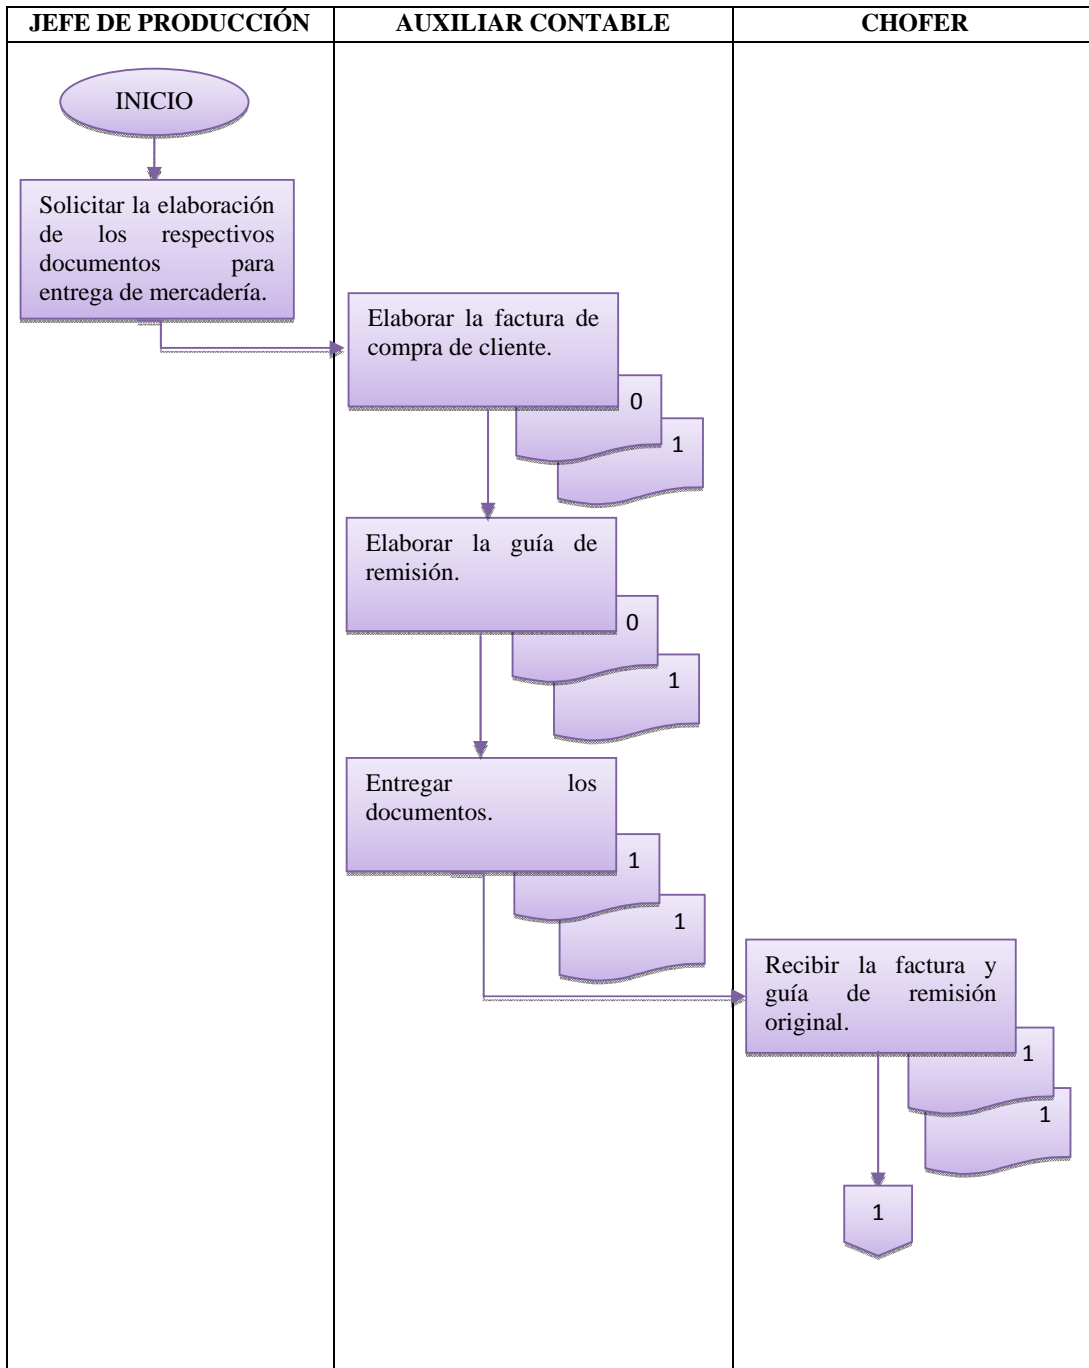 JEFE DE PRODUCCIÓN
AUXILIAR CONTABLE
CHOFER
INICIO
Solicitar la elaboración
de los respectivos
documentos para
entrega de mercadería.
Elaborar la factura de
compra de cliente.
0
1
Elaborar la guía de
remisión.
0
1
Entregar los
documentos.
1
1
Recibir la factura y
guía de remisión
original.
1
1
1